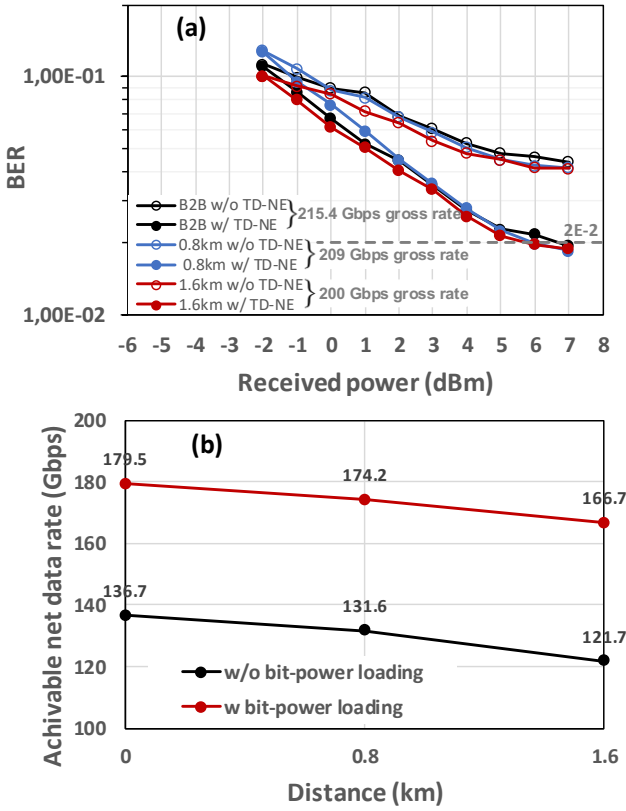 (a)
1,00E-01
BER
B2B w/o TD-NE
B2B w/ TD-NE
215.4 Gbps gross rate
2E-2
0.8km w/o TD-NE
0.8km w/ TD-NE
209 Gbps gross rate
1.6km w/o TD-NE
1.6km w/ TD-NE
200 Gbps gross rate
1,00E-02
-6 -5 -4 -3 -2 -1 0 1 2 3 4 5 6 7 8
Received power (dBm)
(b)
Achivable net data rate (Gbps)
200
180
160
140
120
100
179.5
174.2
166.7
136.7
131.6
121.7
w/o bit-power loading
w bit-power loading
0 0.8 1.6
Distance (km)